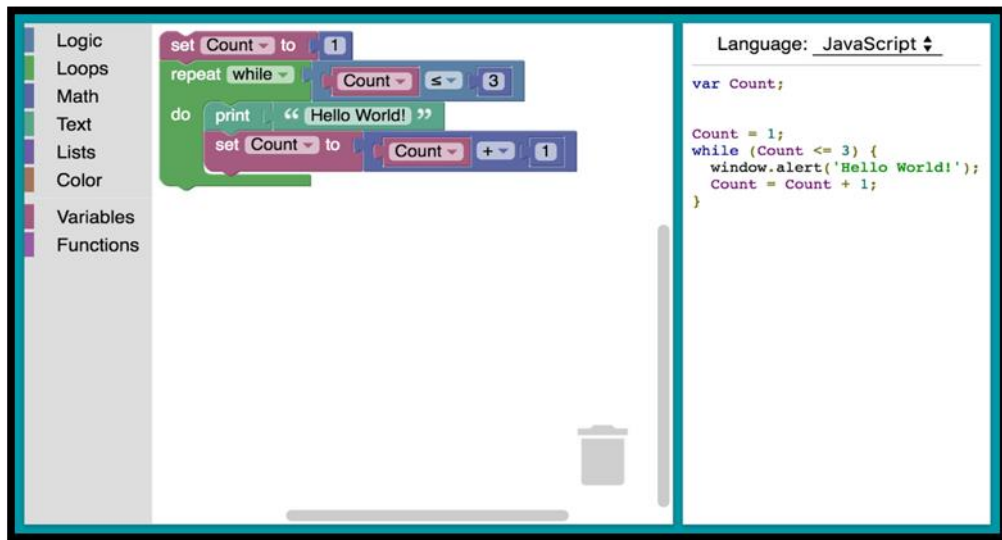 Logic
Loops
Math
Text
Lists
Color
Variables
Functions
set Count to 1
repeat while Count ≤ 3
do print “ Hello World! ”
set Count to Count + 1
Language: JavaScript
var Count;
Count = 1;
while (Count <= 3) {
window.alert('Hello World!');
Count = Count + 1;
}